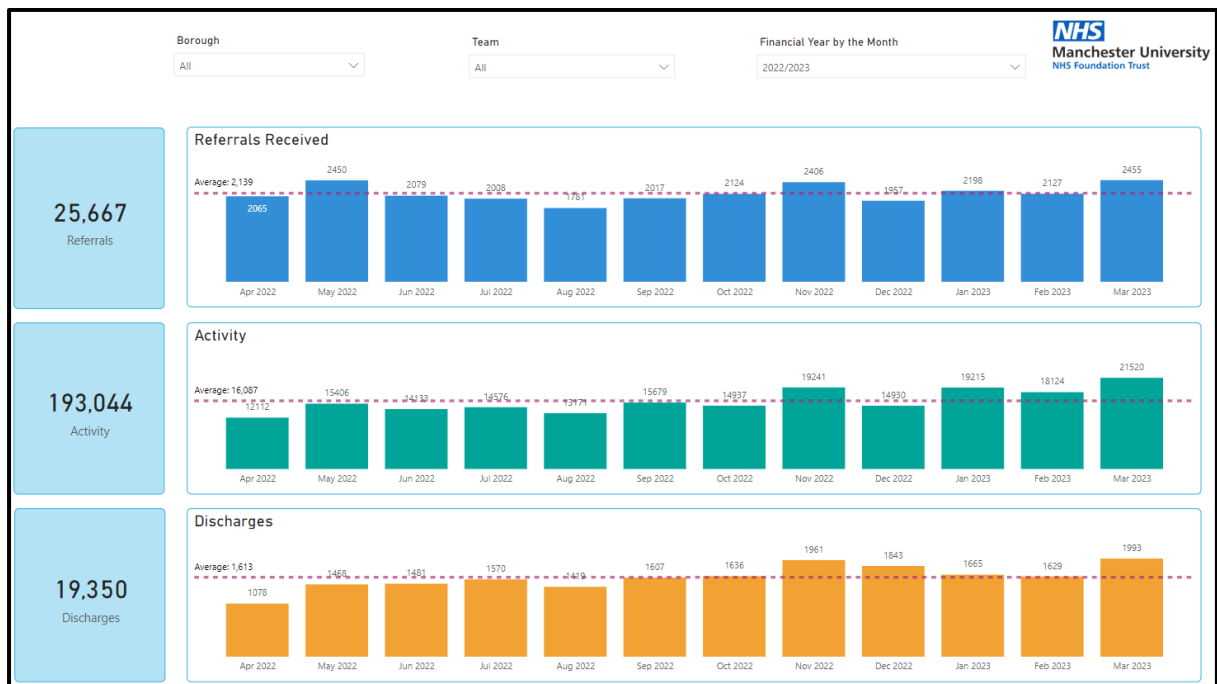 Borough
All
Team
All
Financial Year by the Month
2022/2023
NHS
Manchester University
NHS Foundation Trust
25,667
Referrals
Referrals Received
Average: 2,139
2065 2450 2079 2008 1781 2017 2124 2406 1957 2198 2127 2455
Apr 2022 May 2022 Jun 2022 Jul 2022 Aug 2022 Sep 2022 Oct 2022 Nov 2022 Dec 2022 Jan 2023 Feb 2023 Mar 2023
193,044
Activity
Activity
Average: 16,087
12112 15406 14133 14576 13171 15679 14937 19241 14930 19215 18124 21520
Apr 2022 May 2022 Jun 2022 Jul 2022 Aug 2022 Sep 2022 Oct 2022 Nov 2022 Dec 2022 Jan 2023 Feb 2023 Mar 2023
19,350
Discharges
Discharges
Average: 1,613
1078 1468 1481 1570 1419 1607 1636 1961 1843 1665 1629 1993
Apr 2022 May 2022 Jun 2022 Jul 2022 Aug 2022 Sep 2022 Oct 2022 Nov 2022 Dec 2022 Jan 2023 Feb 2023 Mar 2023